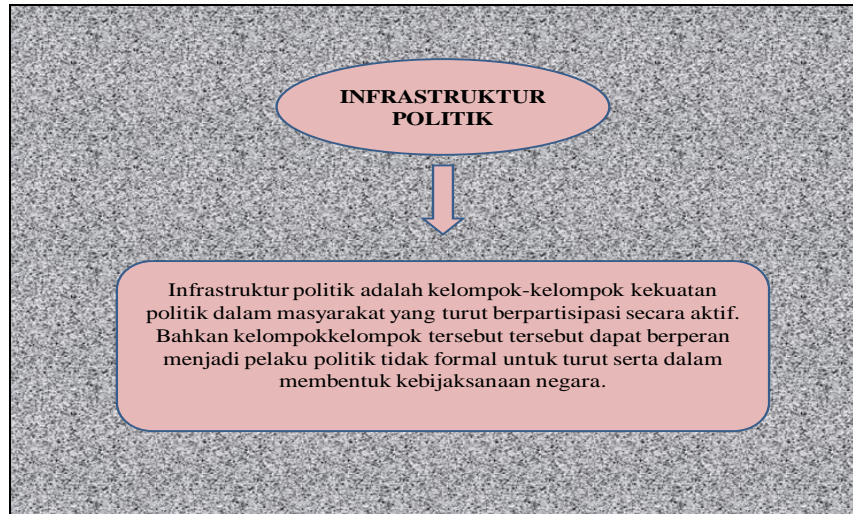 INFRASTRUKTUR
POLITIK
Infrastruktur politik adalah kelompok-kelompok kekuatan
politik dalam masyarakat yang turut berpartisipasi secara aktif.
Bahkan kelompokkelompok tersebut tersebut dapat berperan
menjadi pelaku politik tidak formal untuk turut serta dalam
membentuk kebijaksanaan negara.